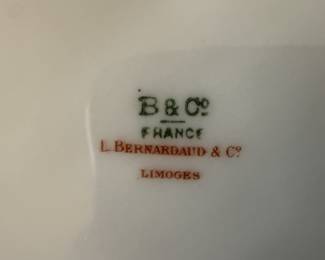 B & Co
FRANCE
L. BERNARDAUD & Co
LIMOGES